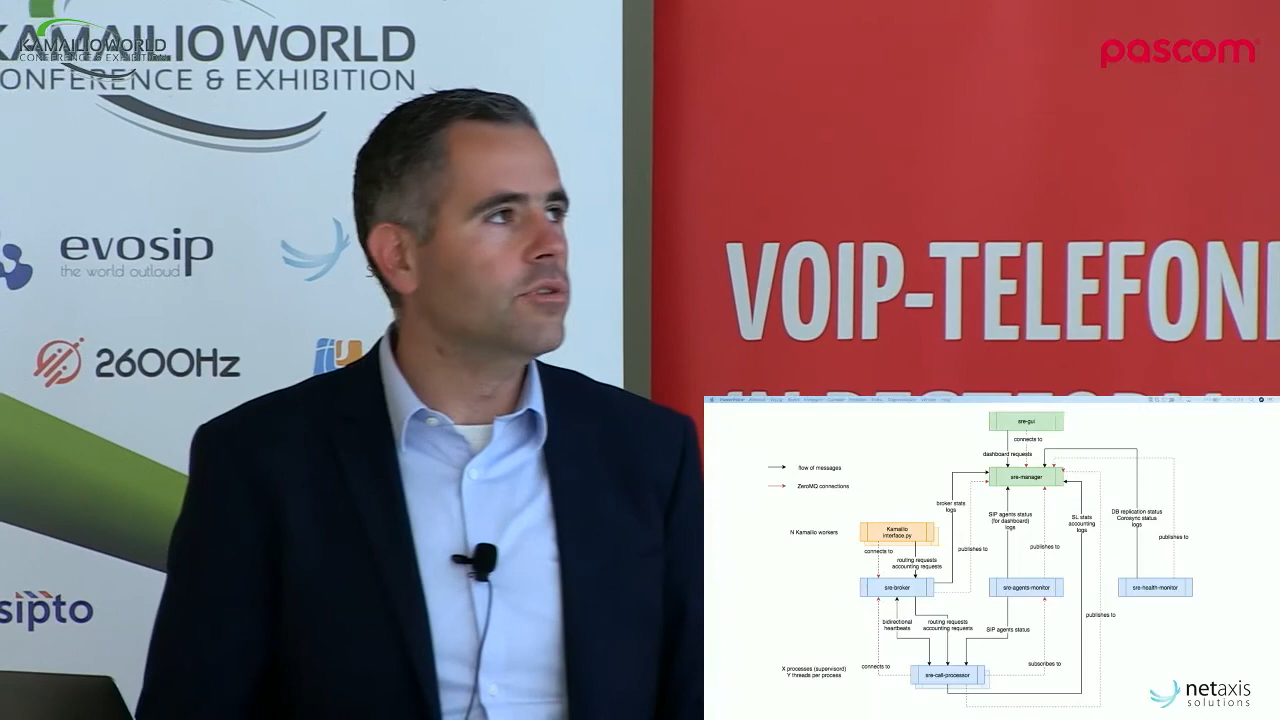 KAMAILIO WORLD
CONFERENCE & EXHIBITION
KAMAILIO WORLD
CONFERENCE & EXHIBITION
pascom
evosip
the world outloud
2600Hz
sipto
VOIP-TELEFONI
sre-gui
connects to
dashboard requests
flow of messages
ZeroMQ connections
sre-manager
broker stats
logs
SIP agents status
(for dashboard)
logs
SL stats
accounting
logs
DB replication status
Corosync status
logs
N Kamailio workers
Kamailio
interface.py
connects to
routing requests
accounting requests
publishes to
publishes to
publishes to
sre-broker
sre-agents-monitor
sre-health-monitor
bidirectional
heartbeats
routing requests
accounting requests
SIP agents status
publishes to
X processes (supervisord)
Y threads per process
connects to
sre-call-processor
subscribes to
netaxis
solutions